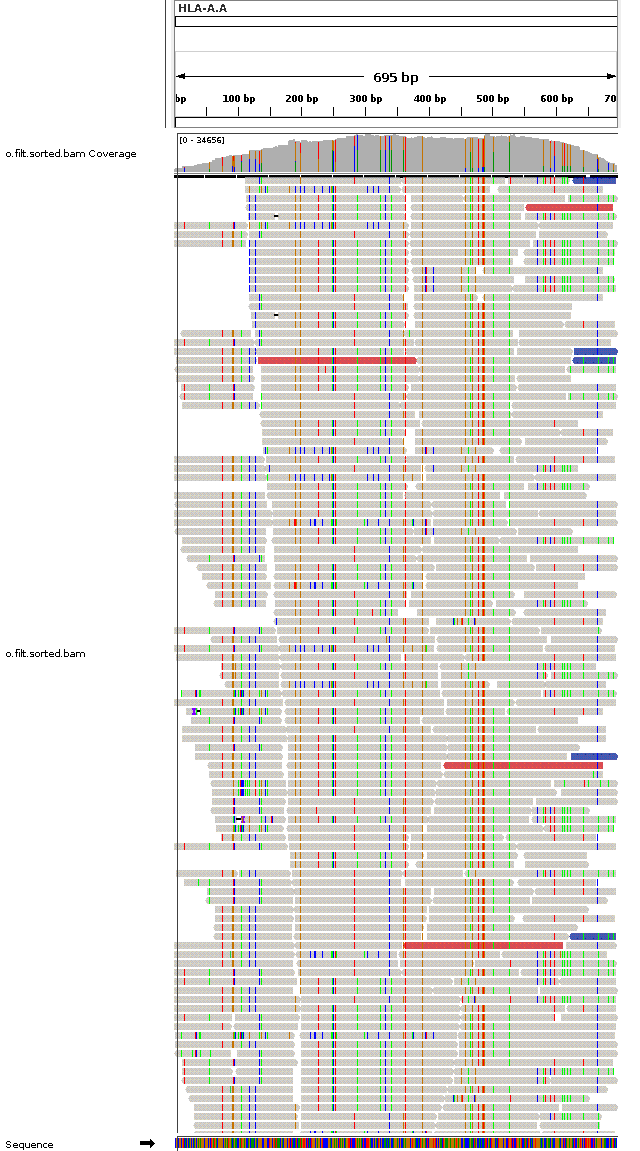 HLA-A.A
695 bp
bp 100 bp 200 bp 300 bp 400 bp 500 bp 600 bp 70
[0 - 34656]
o.filt.sorted.bam Coverage
o.filt.sorted.bam
Sequence